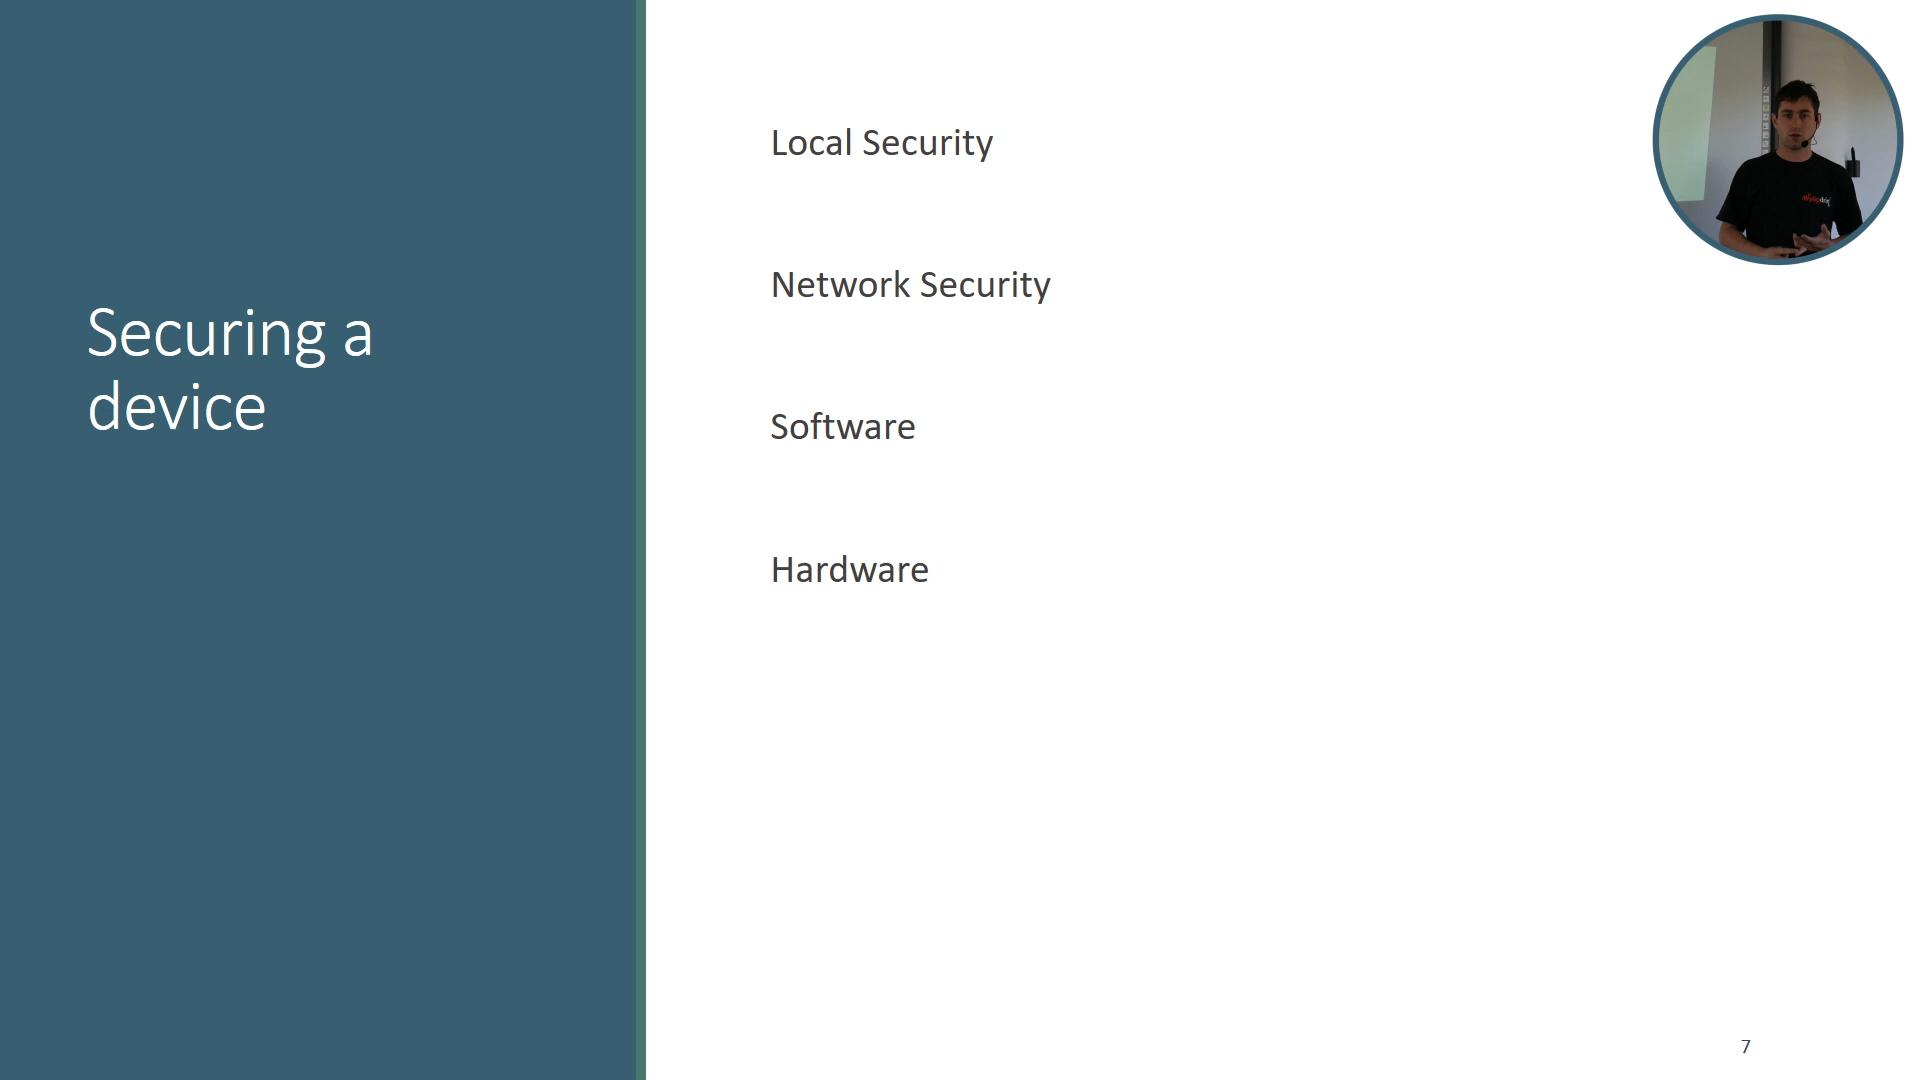 Securing a
device
Local Security
Network Security
Software
Hardware
7